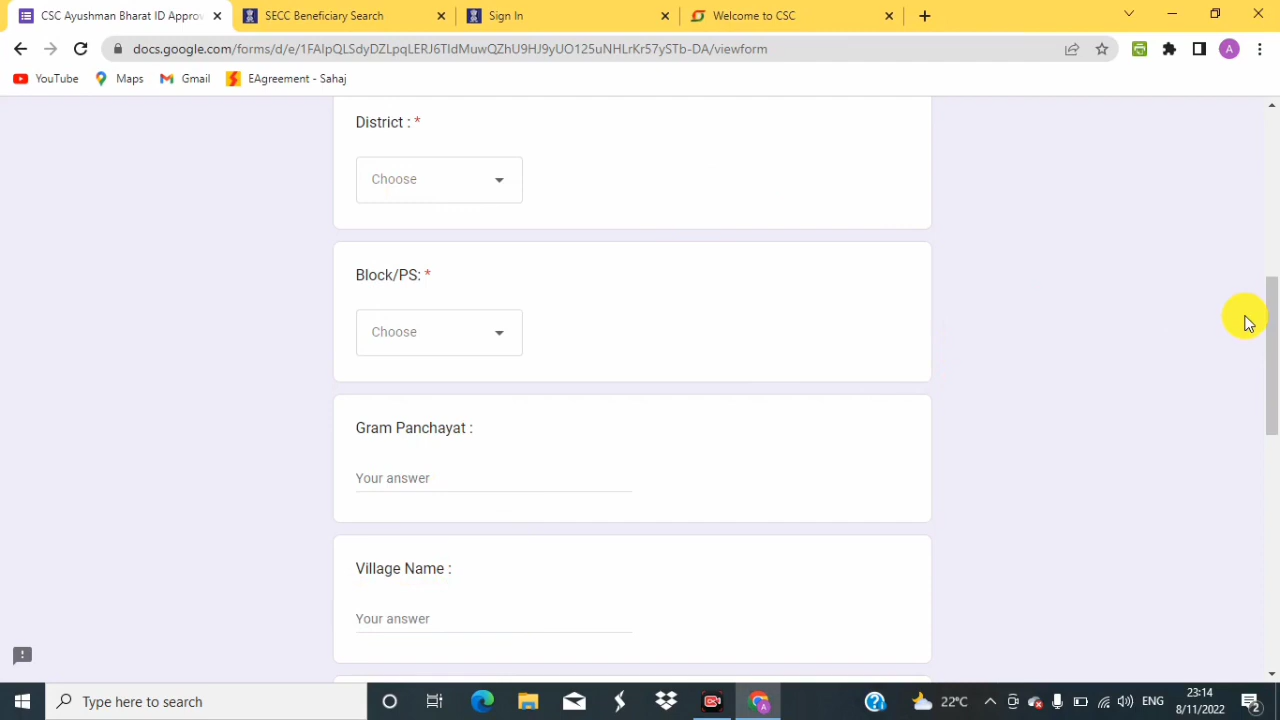 CSC Ayushman Bharat ID Approv
SECC Beneficiary Search
Sign In
Welcome to CSC
docs.google.com/forms/d/e/1FAIpQLSdyDZLpqLERJ6TldMuwQZhU9HJ9yUO125uNHLrKr57ySTb-DA/viewform
A
YouTube
Maps
Gmail
EAgreement - Sahaj
District : *
Choose
Block/PS: *
Choose
Gram Panchayat :
Your answer
Village Name :
Your answer
Type here to search
22°C
ENG
23:14
8/11/2022
2